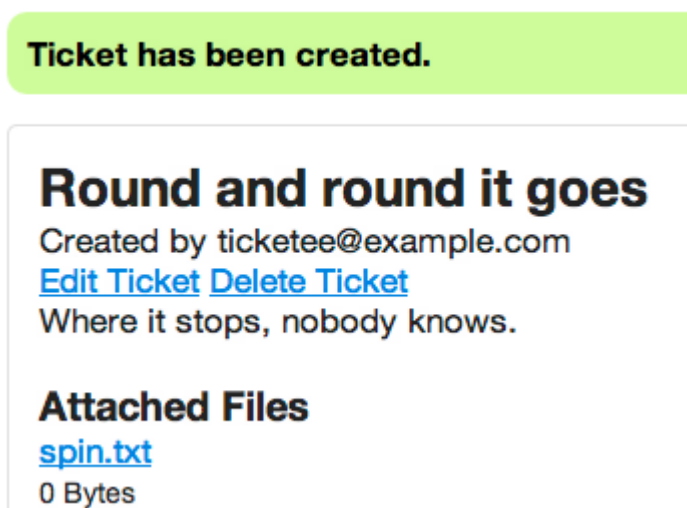 Ticket has been created.
Round and round it goes
Created by ticketee@example.com
Edit Ticket Delete Ticket
Where it stops, nobody knows.
Attached Files
spin.txt
0 Bytes